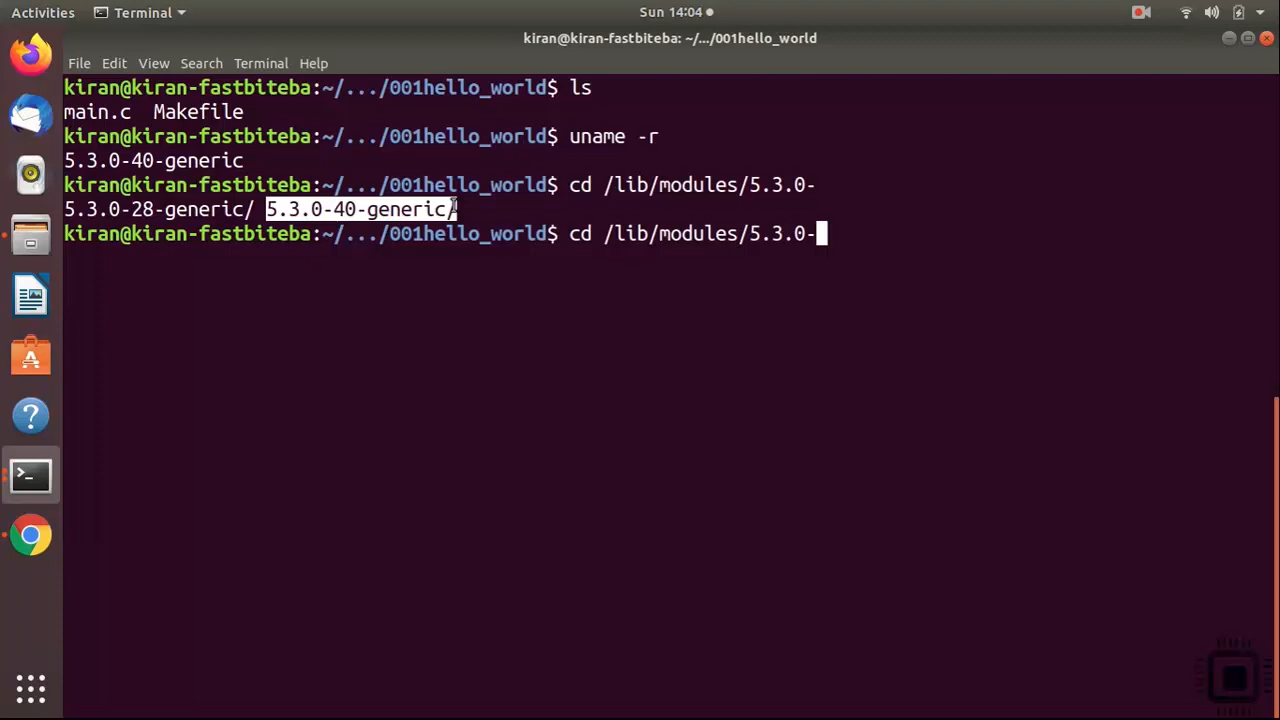 Activities Terminal Sun 14:04
kiran@kiran-fastbiteba: ~/.../001hello_world
File Edit View Search Terminal Help
kiran@kiran-fastbiteba:~/.../001hello_world$ ls
main.c Makefile
kiran@kiran-fastbiteba:~/.../001hello_world$ uname -r
5.3.0-40-generic
kiran@kiran-fastbiteba:~/.../001hello_world$ cd /lib/modules/5.3.0-
5.3.0-28-generic/ 5.3.0-40-generic/
kiran@kiran-fastbiteba:~/.../001hello_world$ cd /lib/modules/5.3.0-